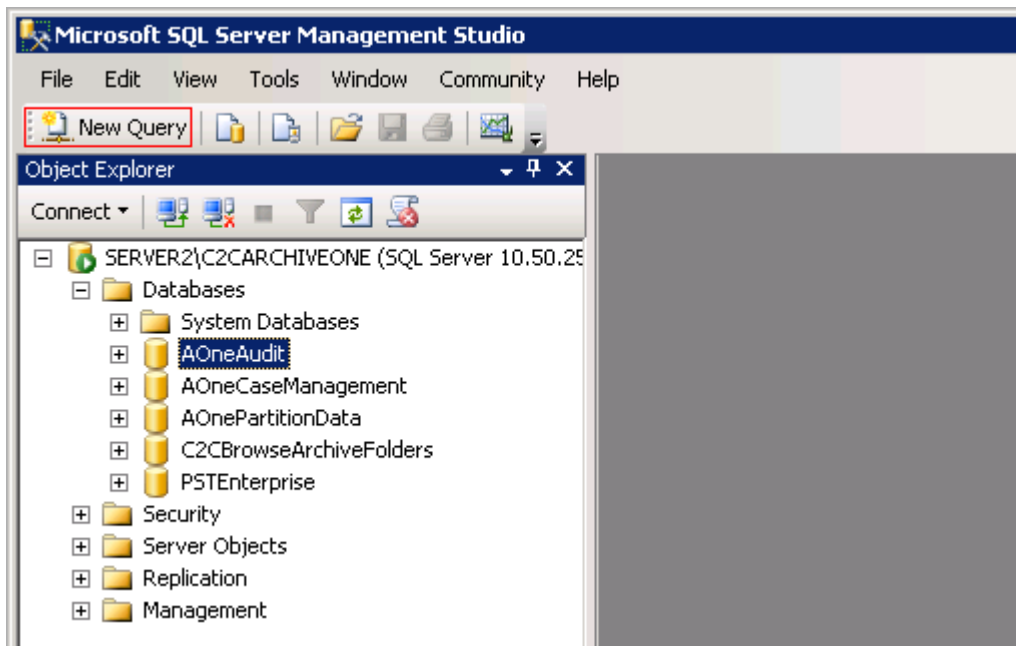 Microsoft SQL Server Management Studio
File Edit View Tools Window Community Help
New Query
Object Explorer
Connect
SERVER2\C2CARCHIVEONE (SQL Server 10.50.25
Databases
System Databases
AOneAudit
AOneCaseManagement
AOnePartitionData
C2CBrowseArchiveFolders
PSTEnterprise
Security
Server Objects
Replication
Management